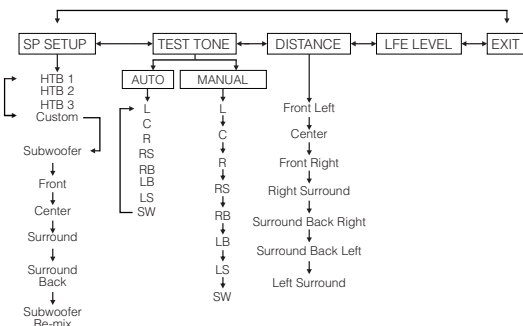 SP SETUP
TEST TONE
DISTANCE
LFE LEVEL
EXIT
HTB 1
HTB 2
HTB 3
Custom
Subwoofer
Front
Center
Surround
Surround
Back
Subwoofer
Re-mix
AUTO
L
C
R
RS
RB
LB
LS
SW
MANUAL
L
C
R
RS
RB
LB
LS
SW
Front Left
Center
Front Right
Right Surround
Surround Back Right
Surround Back Left
Left Surround